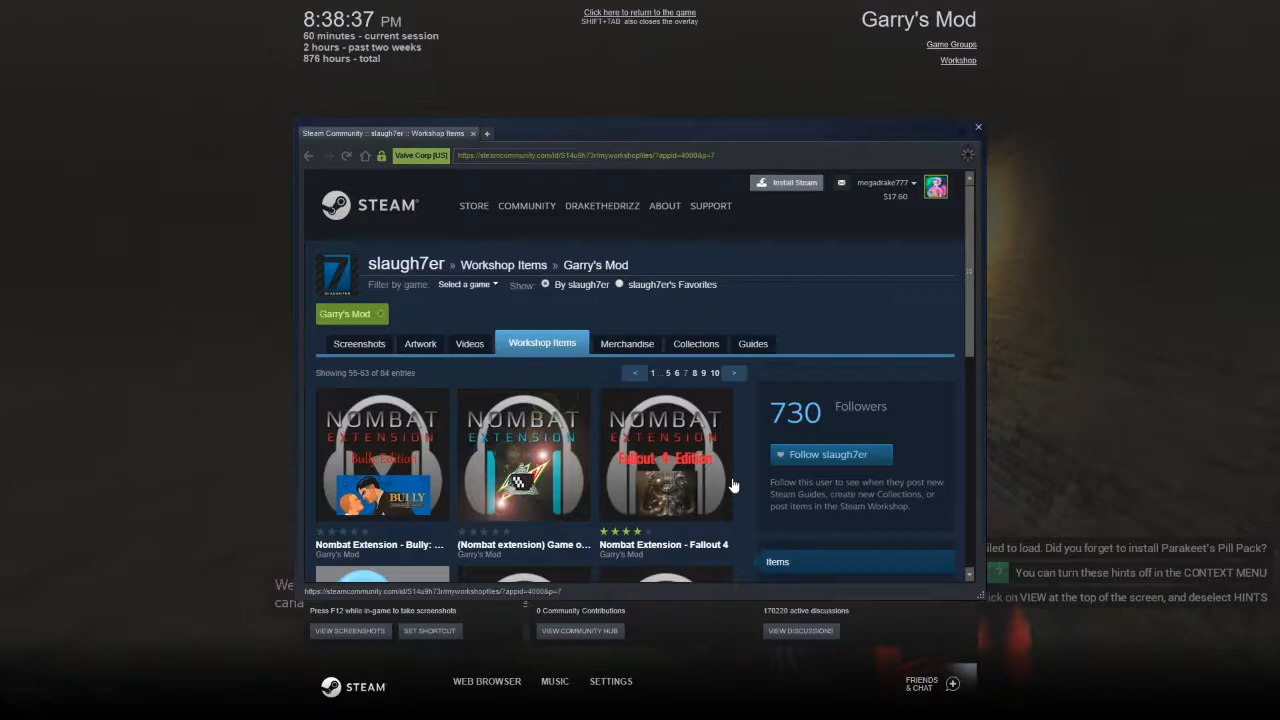 8:38:37 PM
60 minutes - current session
2 hours - past two weeks
876 hours - total
Click here to return to the game
SHIFT+TAB also closes the overlay
Garry's Mod
Game Groups
Workshop
Steam Community :: slaugh7er :: Workshop Items × +
Valve Corp [US] https://steamcommunity.com/id/S14u9h73r/myworkshopfiles/?appid=4000&p=7
Install Steam
megadrake777
$17.60
STEAM
STORE COMMUNITY DRAKETHEDRIZZ ABOUT SUPPORT
7
SLAUGH7ER
slaugh7er » Workshop Items » Garry's Mod
Filter by game: Select a game Show: By slaugh7er slaugh7er's Favorites
Garry's Mod
Screenshots Artwork Videos Workshop Items Merchandise Collections Guides
Showing 55-63 of 84 entries
< 1 ... 5 6 7 8 9 10 >
NOMBAT
EXTENSION
Bully Edition
BULLY
NOMBAT
EXTENSION
NOMBAT
EXTENSION
Fallout 4 Edition
Nombat Extension - Bully: ...
Garry's Mod
(Nombat extension) Game o...
Garry's Mod
Nombat Extension - Fallout 4
Garry's Mod
730 Followers
Follow slaugh7er
Follow this user to see when they post new
Steam Guides, create new Collections, or
post items in the Steam Workshop.
Items
https://steamcommunity.com/id/S14u9h73r/myworkshopfiles/?appid=4000&p=7
iled to load. Did you forget to install Parakeet's Pill Pack?
You can turn these hints off in the CONTEXT MENU
ick on VIEW at the top of the screen, and deselect HINTS
We
cana
Press F12 while in-game to take screenshots
VIEW SCREENSHOTS SET SHORTCUT
0 Community Contributions
VIEW COMMUNITY HUB
170220 active discussions
VIEW DISCUSSIONS
STEAM
WEB BROWSER MUSIC SETTINGS
FRIENDS
& CHAT